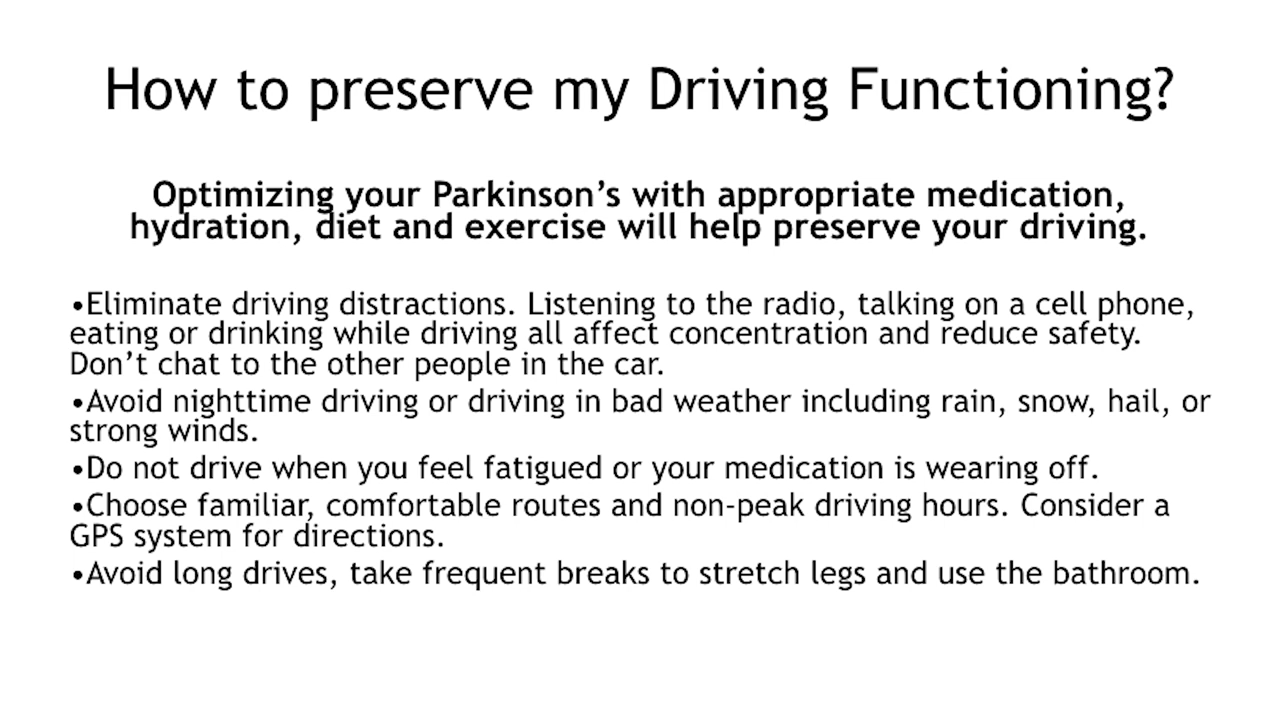 How to preserve my Driving Functioning?
Optimizing your Parkinson’s with appropriate medication,
hydration, diet and exercise will help preserve your driving.
•Eliminate driving distractions. Listening to the radio, talking on a cell phone,
eating or drinking while driving all affect concentration and reduce safety.
Don’t chat to the other people in the car.
•Avoid nighttime driving or driving in bad weather including rain, snow, hail, or
strong winds.
•Do not drive when you feel fatigued or your medication is wearing off.
•Choose familiar, comfortable routes and non-peak driving hours. Consider a
GPS system for directions.
•Avoid long drives, take frequent breaks to stretch legs and use the bathroom.